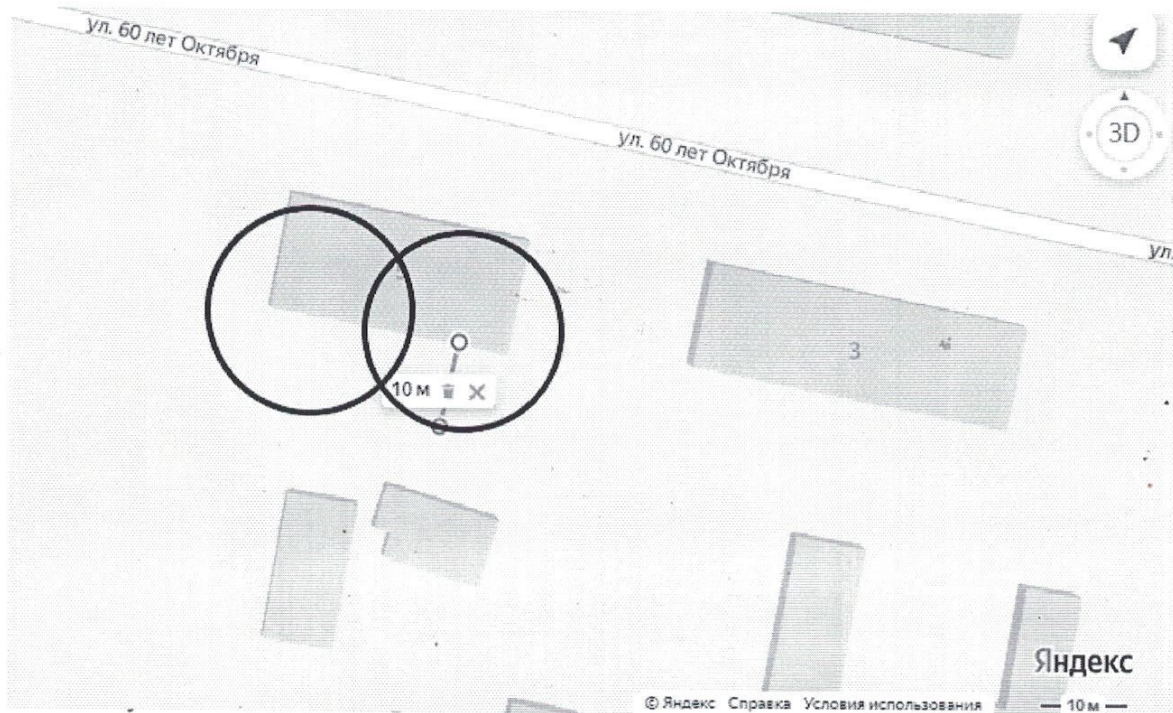 ул. 60 лет Октября
3D
ул. 60 лет Октября
ул.
3
10 м
Яндекс
© Яндекс Справка Условия использования
10 м